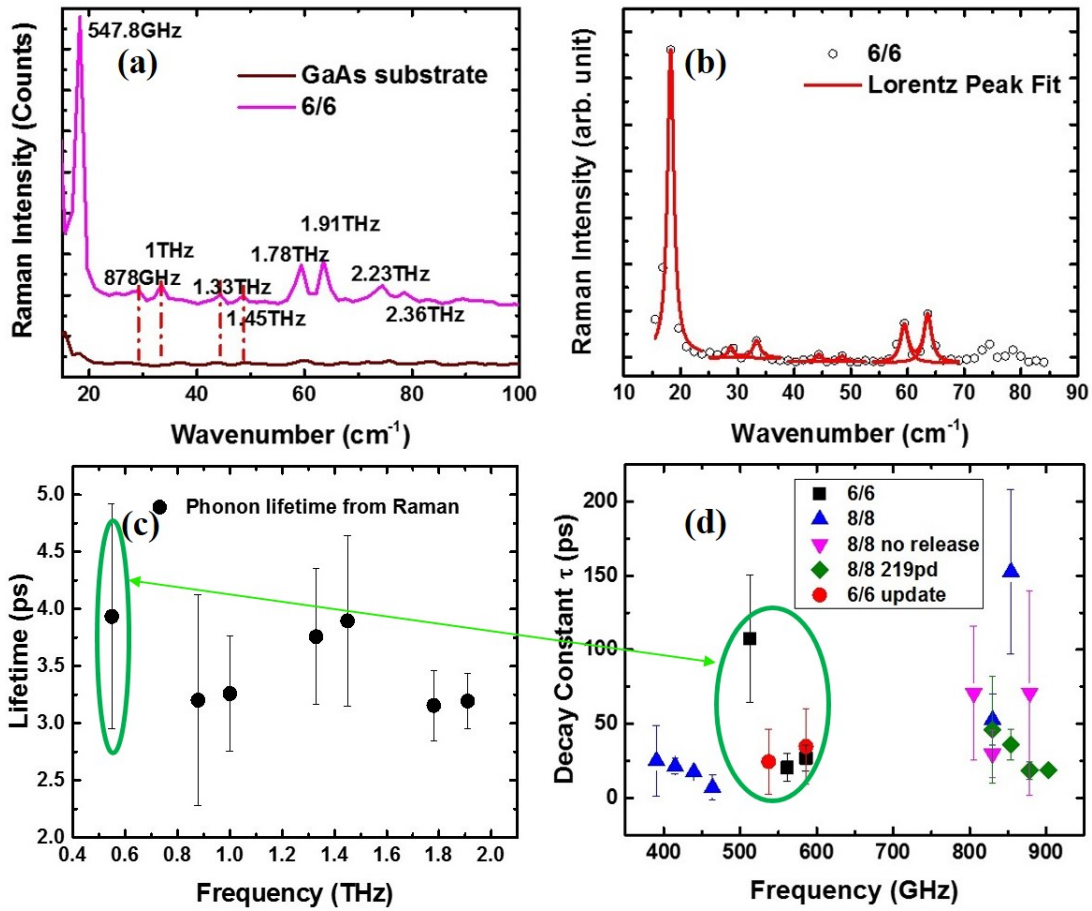 547.8GHz
(a)
GaAs substrate
6/6
878GHz
1THz
1.33THz
1.45THz
1.78THz
1.91THz
2.23THz
2.36THz
20 40 60 80 100
Wavenumber (cm⁻¹)
Raman Intensity (Counts)
(b)
6/6
Lorentz Peak Fit
10 20 30 40 50 60 70 80 90
Wavenumber (cm⁻¹)
Raman Intensity (arb. unit)
(c)
Phonon lifetime from Raman
5.0
4.5
4.0
3.5
3.0
2.5
2.0
0.4 0.6 0.8 1.0 1.2 1.4 1.6 1.8 2.0
Frequency (THz)
Lifetime (ps)
(d)
6/6
8/8
8/8 no release
8/8 219pd
6/6 update
200
150
100
50
0
400 500 600 700 800 900
Frequency (GHz)
Decay Constant τ (ps)